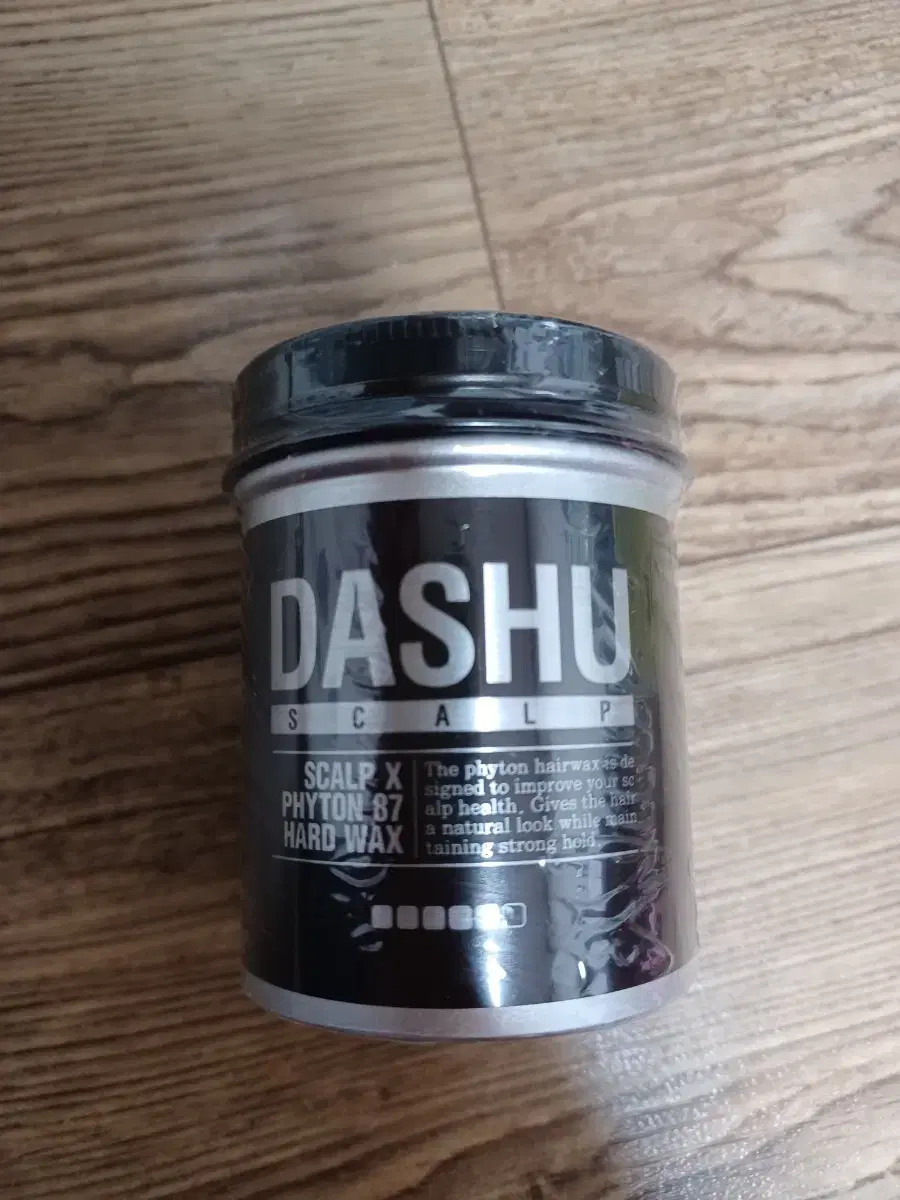 DASHU
SCALP
SCALP X
PHYTON 87
HARD WAX
The phyton hairwax is de
signed to improve your sc
alp health. Gives the hair
a natural look while main
taining strong hold.